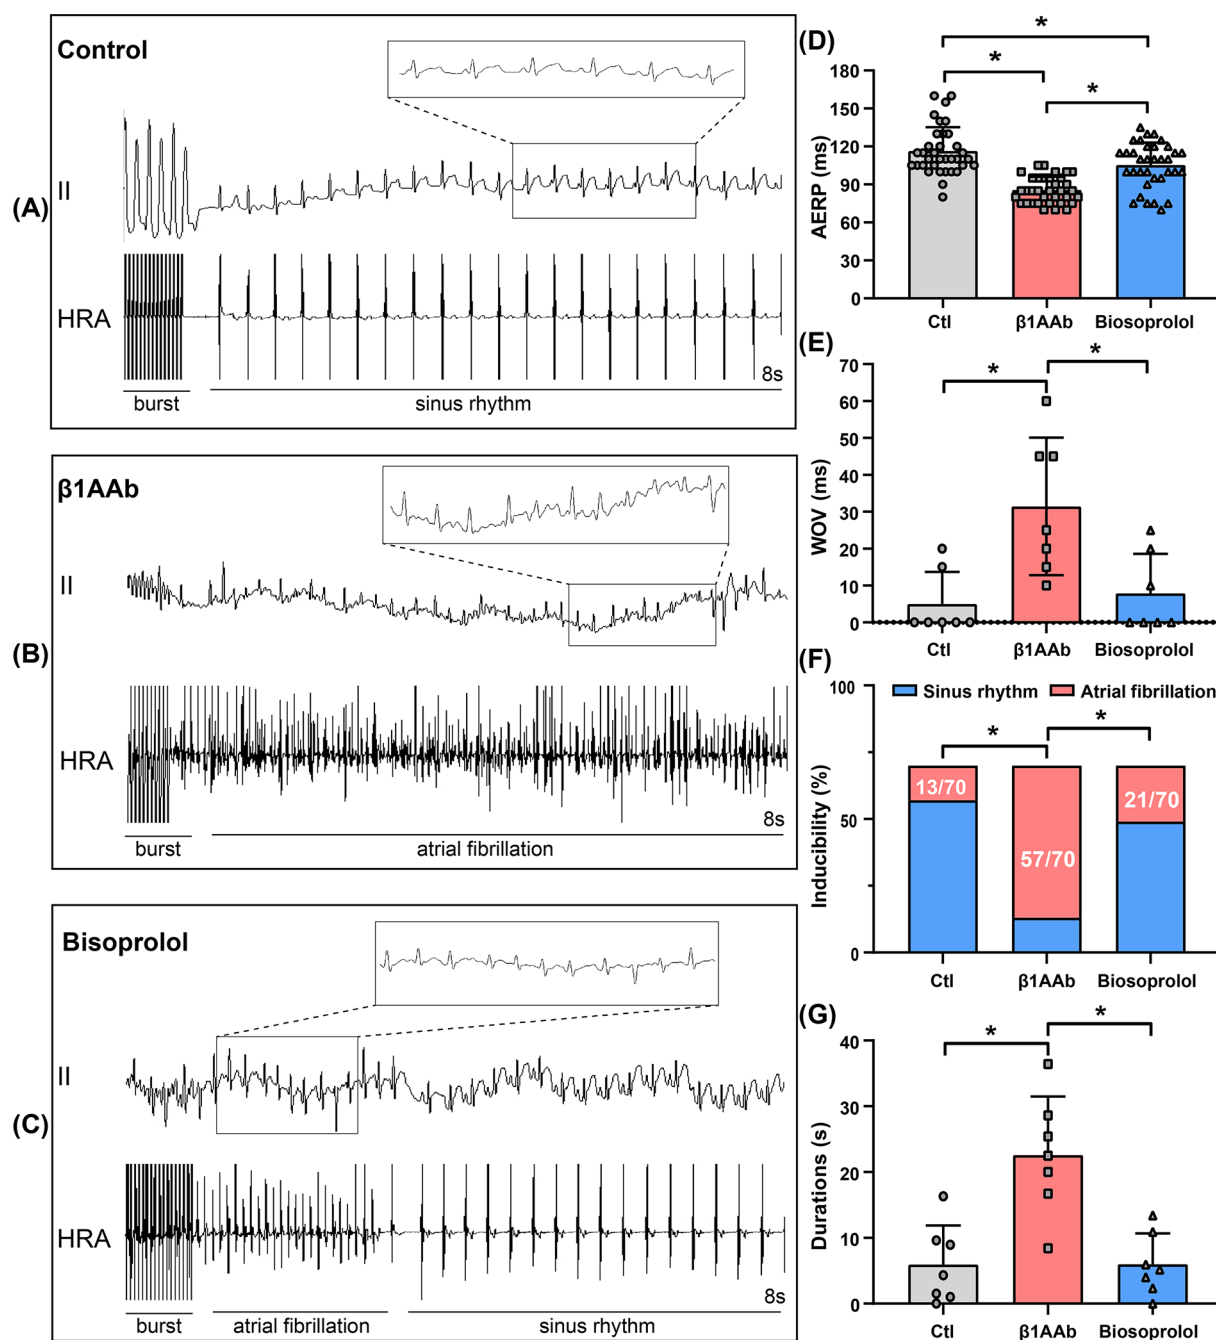 (A)
Control
II
HRA
8s
burst
sinus rhythm
(B)
β1AAb
II
HRA
8s
burst
atrial fibrillation
(C)
Bisoprolol
II
HRA
8s
burst
atrial fibrillation
sinus rhythm
(D)
*
*
*
AERP (ms)
180
150
120
90
60
30
0
Ctl
β1AAb
Biosoprolol
(E)
*
*
WOV (ms)
70
60
50
40
30
20
10
0
Ctl
β1AAb
Biosoprolol
(F)
Sinus rhythm
Atrial fibrillation
*
*
Inducibility (%)
100
50
0
13/70
57/70
21/70
Ctl
β1AAb
Biosoprolol
(G)
*
*
Durations (s)
40
30
20
10
0
Ctl
β1AAb
Biosoprolol